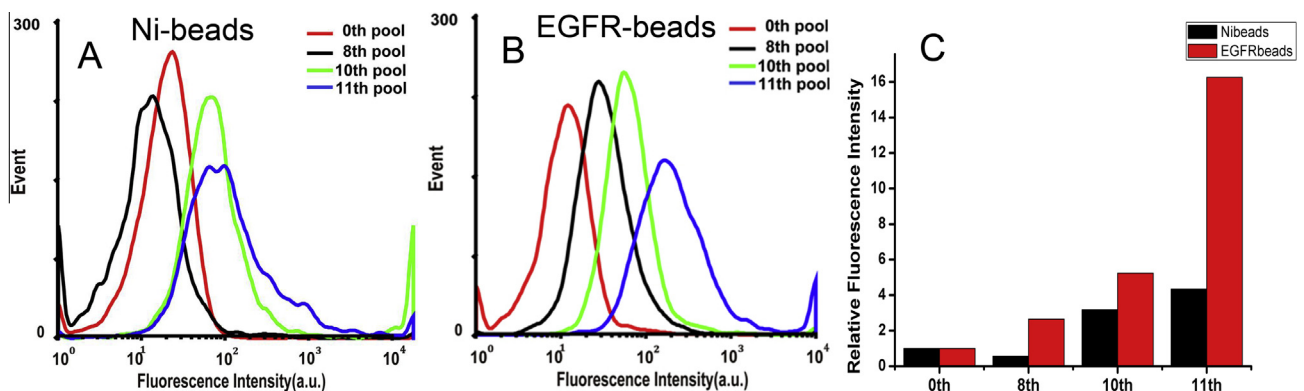 A
Ni-beads
0th pool
8th pool
10th pool
11th pool
300
Event
0
10^0
10^1
10^2
10^3
Fluorescence Intensity(a.u.)
B
EGFR-beads
0th pool
8th pool
10th pool
11th pool
300
Event
0
10^0
10^1
10^2
10^3
10^4
Fluorescence Intensity(a.u.)
C
Nibeads
EGFRbeads
Relative Fluorescence Intensity
16
14
12
10
8
6
4
2
0
0th
8th
10th
11th